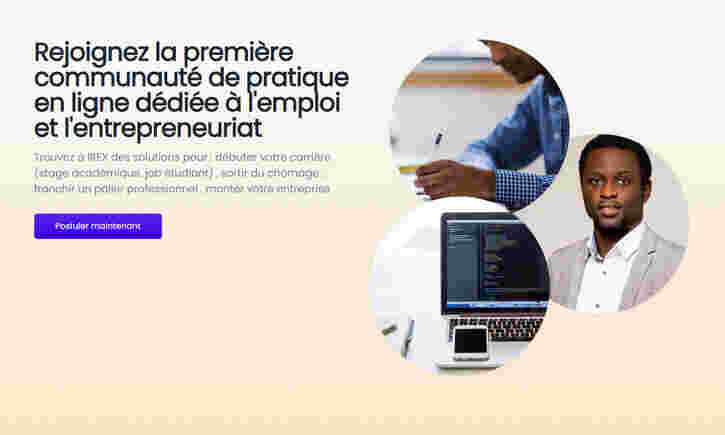 Rejoignez la première
communauté de pratique
en ligne dédiée à l'emploi
et l'entrepreneuriat
Trouvez à IREX des solutions pour : débuter votre carrière
(stage académique, job étudiant) , sortir du chômage ,
franchir un palier professionnel , monter votre entreprise
Postuler maintenant